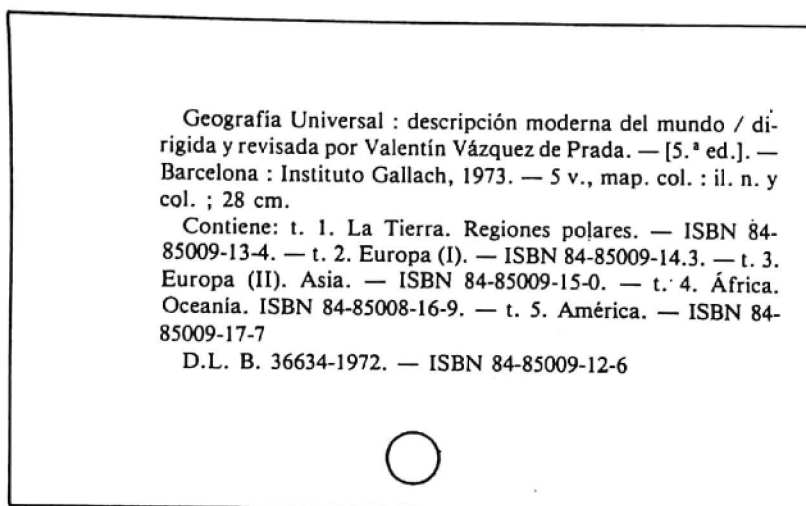 Geografía Universal : descripción moderna del mundo / di-
rigida y revisada por Valentín Vázquez de Prada. — [5.ª ed.]. —
Barcelona : Instituto Gallach, 1973. — 5 v., map. col. : il. n. y
col. ; 28 cm.
Contiene: t. 1. La Tierra. Regiones polares. — ISBN 84-
85009-13-4. — t. 2. Europa (I). — ISBN 84-85009-14.3. — t. 3.
Europa (II). Asia. — ISBN 84-85009-15-0. — t. 4. África.
Oceanía. ISBN 84-85008-16-9. — t. 5. América. — ISBN 84-
85009-17-7
D.L. B. 36634-1972. — ISBN 84-85009-12-6